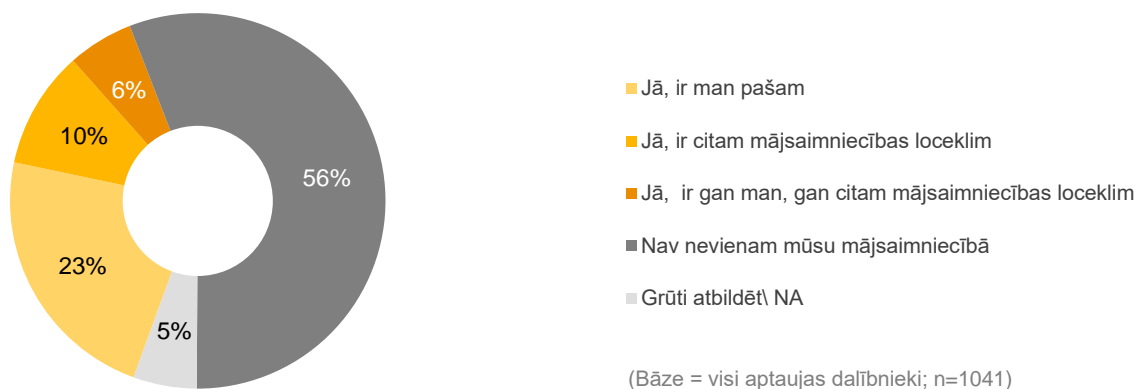 6%
10%
56%
23%
5%
Jā, ir man pašam
Jā, ir citam mājsaimniecības loceklim
Jā,  ir gan man, gan citam mājsaimniecības loceklim
Nav nevienam mūsu mājsaimniecībā
Grūti atbildēt\ NA
(Bāze = visi aptaujas dalībnieki; n=1041)